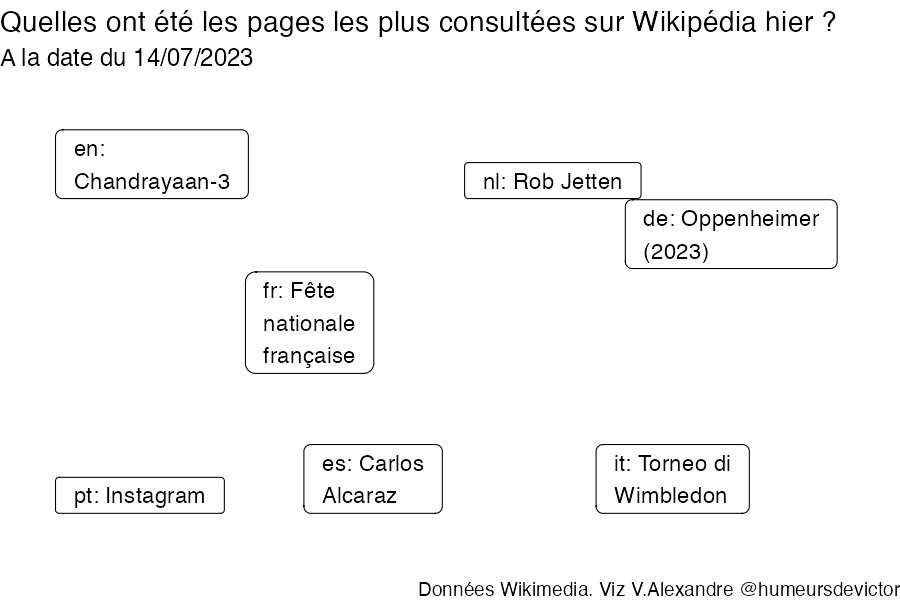 Quelles ont été les pages les plus consultées sur Wikipédia hier ?
A la date du 14/07/2023
en:
Chandrayaan-3
nl: Rob Jetten
de: Oppenheimer
(2023)
fr: Fête
nationale
française
es: Carlos
Alcaraz
it: Torneo di
Wimbledon
pt: Instagram
Données Wikimedia. Viz V.Alexandre @humeursdevictor